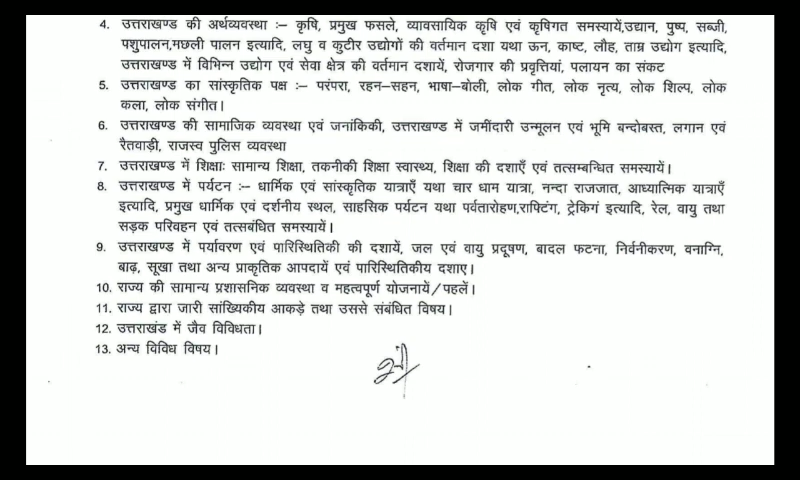 4. उत्तराखण्ड की अर्थव्यवस्था :– कृषि, प्रमुख फसले, व्यावसायिक कृषि एवं कृषिगत समस्यायें,उद्यान, पुष्प, सब्जी,
पशुपालन,मछली पालन इत्यादि, लघु व कुटीर उद्योगों की वर्तमान दशा यथा ऊन, काष्ट, लौह, ताम्र उद्योग इत्यादि,
उत्तराखण्ड में विभिन्न उद्योग एवं सेवा क्षेत्र की वर्तमान दशायें, रोजगार की प्रवृत्तियां, पलायन का संकट
5. उत्तराखण्ड का सांस्कृतिक पक्ष :– परंपरा, रहन–सहन, भाषा–बोली, लोक गीत, लोक नृत्य, लोक शिल्प, लोक
कला, लोक संगीत।
6. उत्तराखण्ड की सामाजिक व्यवस्था एवं जनांकिकी, उत्तराखण्ड में जमींदारी उन्मूलन एवं भूमि बन्दोबस्त, लगान एवं
रैतवाड़ी, राजस्व पुलिस व्यवस्था
7. उत्तराखण्ड में शिक्षाः सामान्य शिक्षा, तकनीकी शिक्षा स्वास्थ्य, शिक्षा की दशाएँ एवं तत्सम्बन्धित समस्यायें।
8. उत्तराखण्ड में पर्यटन :– धार्मिक एवं सांस्कृतिक यात्राएँ यथा चार धाम यात्रा, नन्दा राजजात, आध्यात्मिक यात्राएँ
इत्यादि, प्रमुख धार्मिक एवं दर्शनीय स्थल, साहसिक पर्यटन यथा पर्वतारोहण,राफ्टिंग, ट्रेकिगं इत्यादि, रेल, वायु तथा
सड़क परिवहन एवं तत्सबंधित समस्यायें।
9. उत्तराखण्ड में पर्यावरण एवं पारिस्थितिकी की दशायें, जल एवं वायु प्रदूषण, बादल फटना, निर्वनीकरण, वनाग्नि,
बाढ़, सूखा तथा अन्य प्राकृतिक आपदायें एवं पारिस्थितिकीय दशाए।
10. राज्य की सामान्य प्रशासनिक व्यवस्था व महत्वपूर्ण योजनायें/पहलें।
11. राज्य द्वारा जारी सांख्यिकीय आकड़े तथा उससे संबंधित विषय।
12. उत्तराखंड में जैव विविधता।
13. अन्य विविध विषय।